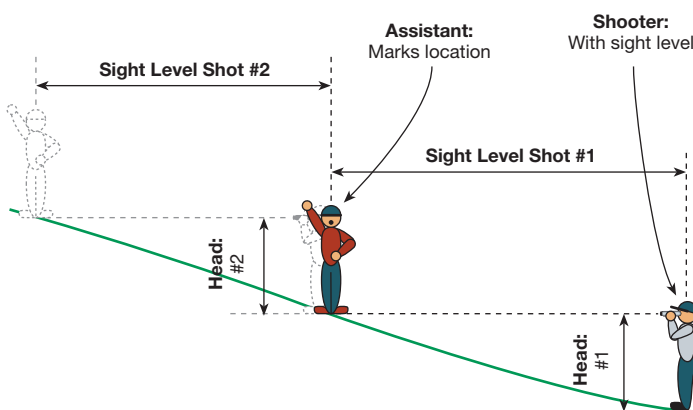 Assistant:
Marks location
Shooter:
With sight level
Sight Level Shot #2
Sight Level Shot #1
Head:
#2
Head:
#1